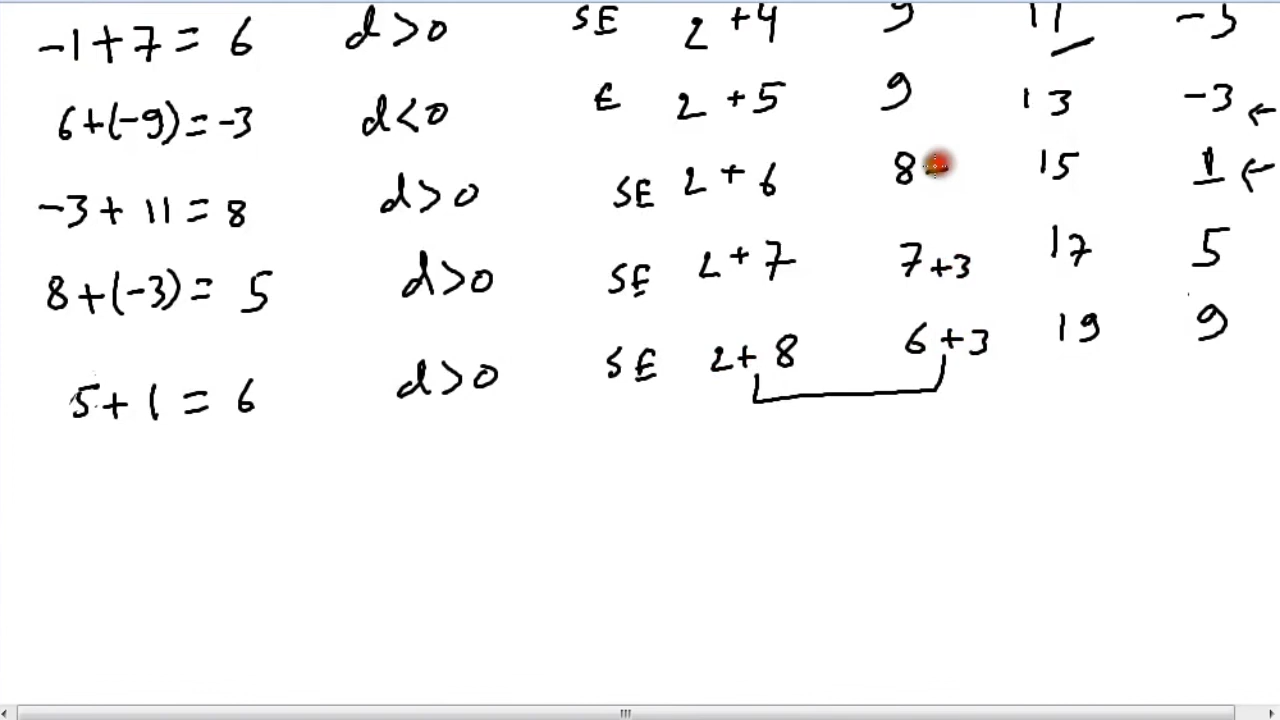 -1+7=6 d>0 SE 2+4 9 11 -3
6+(-9)=-3 d<0 E 2+5 9 13 -3 ←
-3+11=8 d>0 SE 2+6 8+ 15 1 ←
8+(-3)=5 d>0 SE 2+7 7+3 17 5
5+1=6 d>0 SE 2+8 6+3 19 9